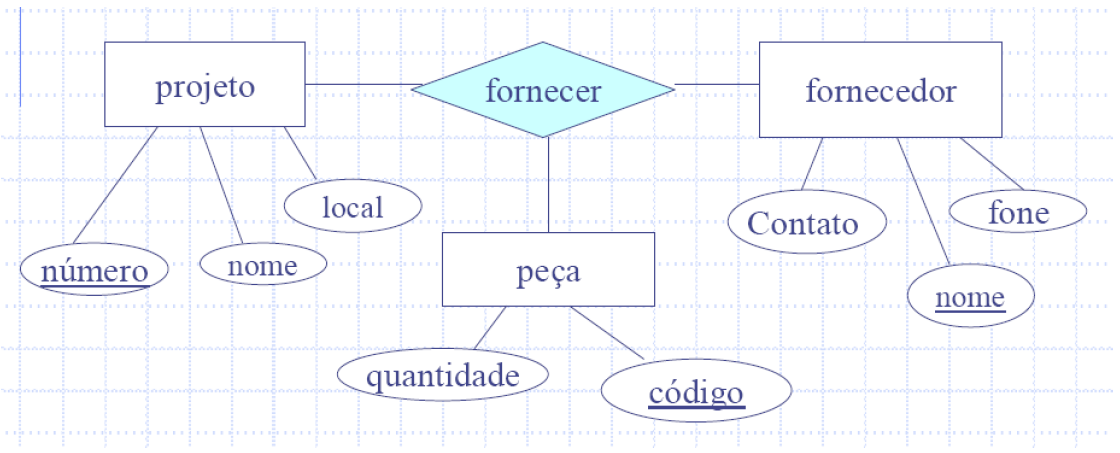 projeto
fornecer
fornecedor
local
Contato
fone
número
nome
peça
nome
quantidade
código